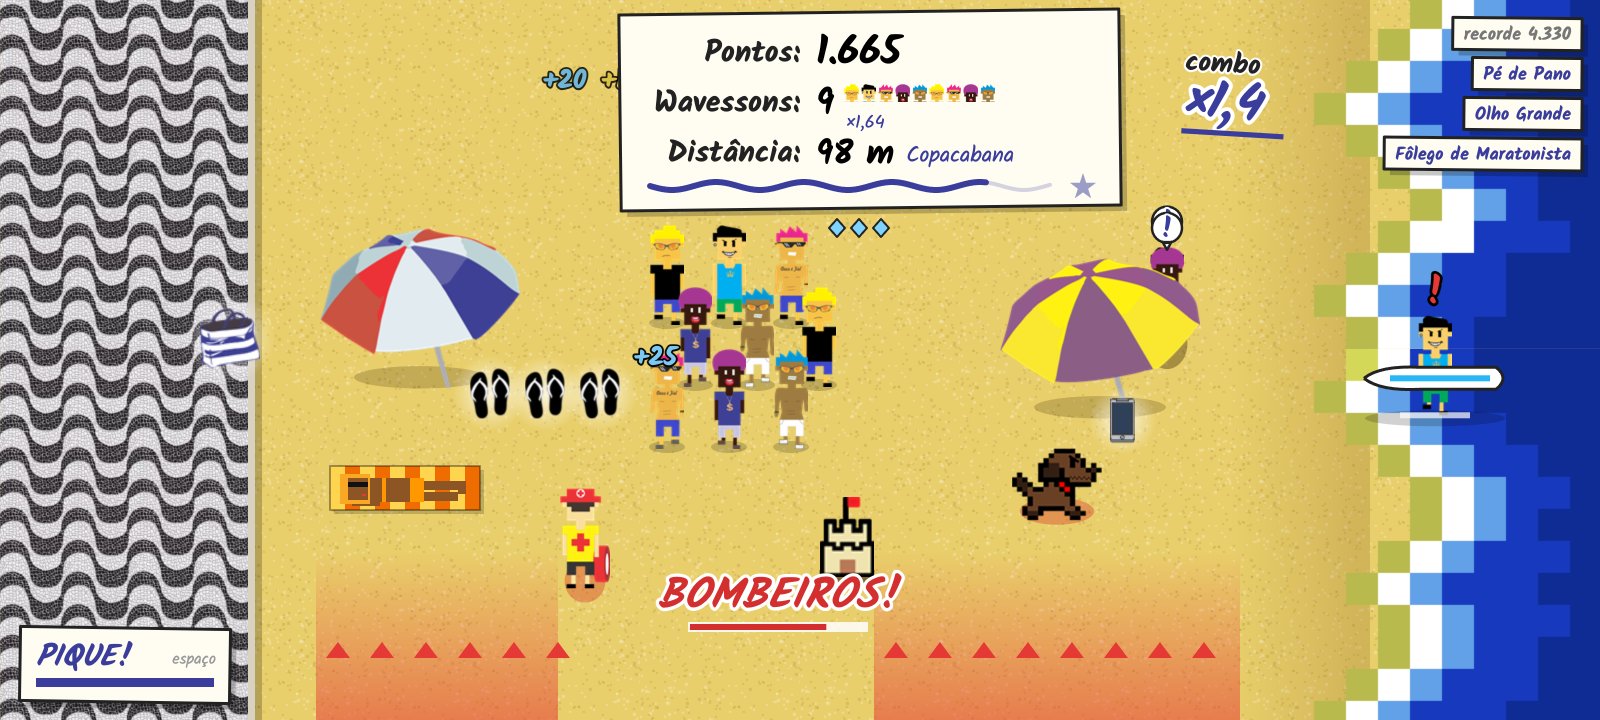 +20 +
Pontos: 1.665
Wavessons: 9
x1,64
Distância: 98 m Copacabana
combo
x1,4
recorde 4.330
Pé de Pano
Olho Grande
Fôlego de Maratonista
!
!
+25
$
$
BOMBEIROS!
PIQUE! espaço